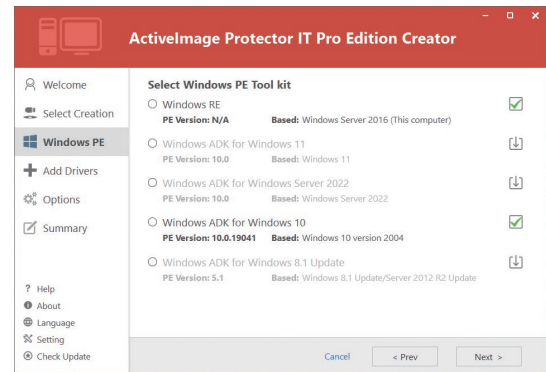 ActiveImage Protector IT Pro Edition Creator
Welcome
Select Creation
Windows PE
Add Drivers
Options
Summary
? Help
About
Language
Setting
Check Update
Select Windows PE Tool kit
Windows RE
PE Version: N/A Based: Windows Server 2016 (This computer)
Windows ADK for Windows 11
PE Version: 10.0 Based: Windows 11
Windows ADK for Windows Server 2022
PE Version: 10.0 Based: Windows Server 2022
Windows ADK for Windows 10
PE Version: 10.0.19041 Based: Windows 10 version 2004
Windows ADK for Windows 8.1 Update
PE Version: 5.1 Based: Windows 8.1 Update/Server 2012 R2 Update
Cancel
< Prev
Next >